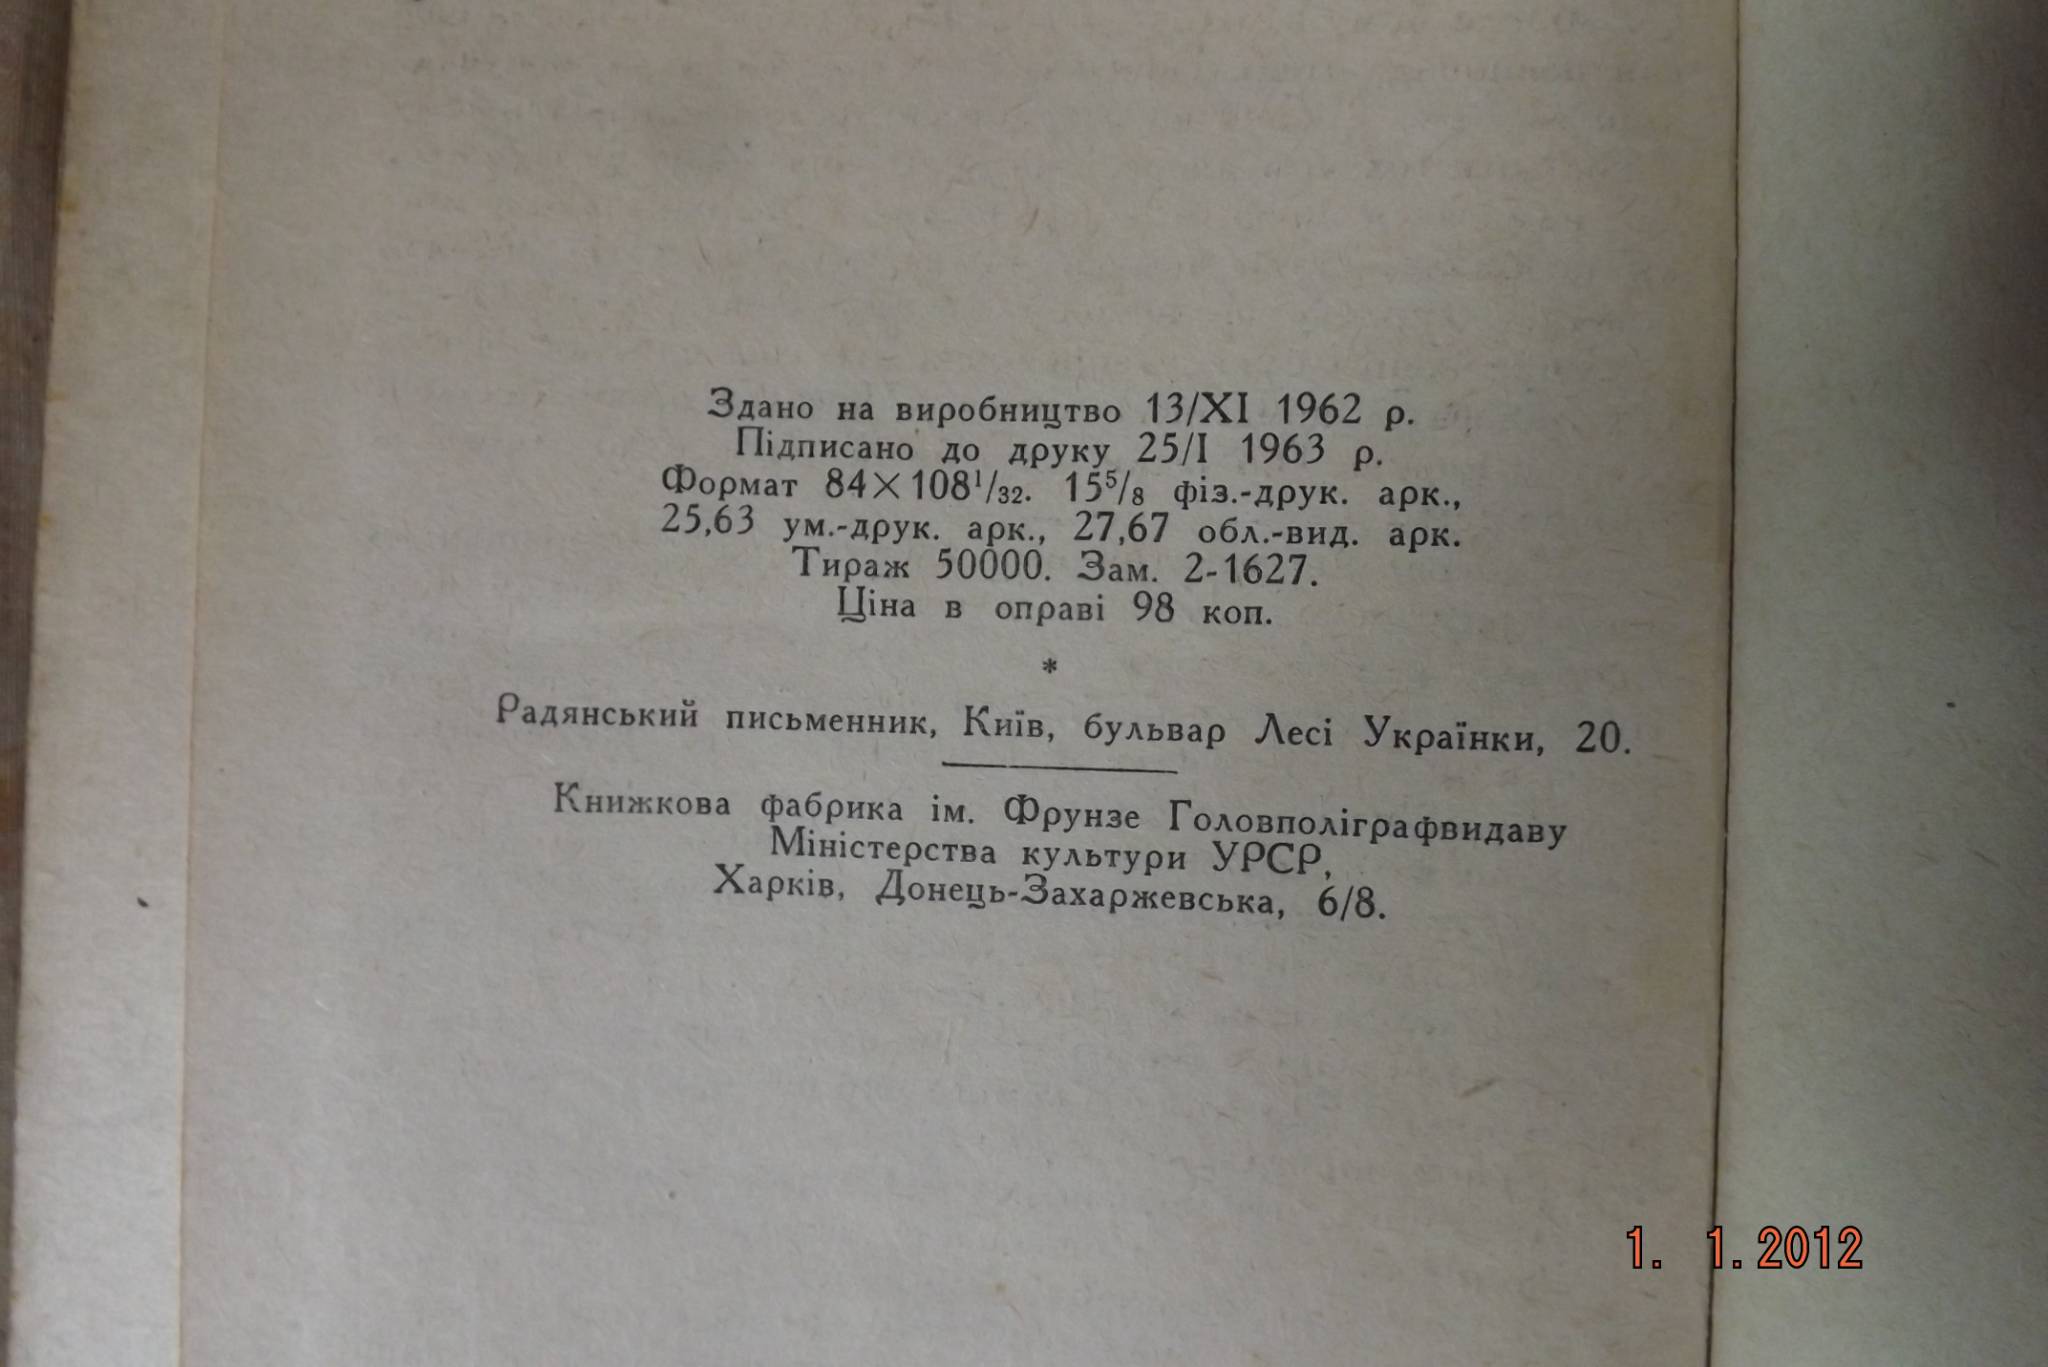 Здано на виробництво 13/XI 1962 р.
Підписано до друку 25/I 1963 р.
Формат 84×108¹/₃₂. 15⁵/₈ фіз.-друк. арк.,
25,63 ум.-друк. арк., 27,67 обл.-вид. арк.
Тираж 50000. Зам. 2-1627.
Ціна в оправі 98 коп.
*
Радянський письменник, Київ, бульвар Лесі Українки, 20.
Книжкова фабрика ім. Фрунзе Головполіграфвидаву
Міністерства культури УРСР,
Харків, Донець-Захаржевська, 6/8.
1. 1.2012